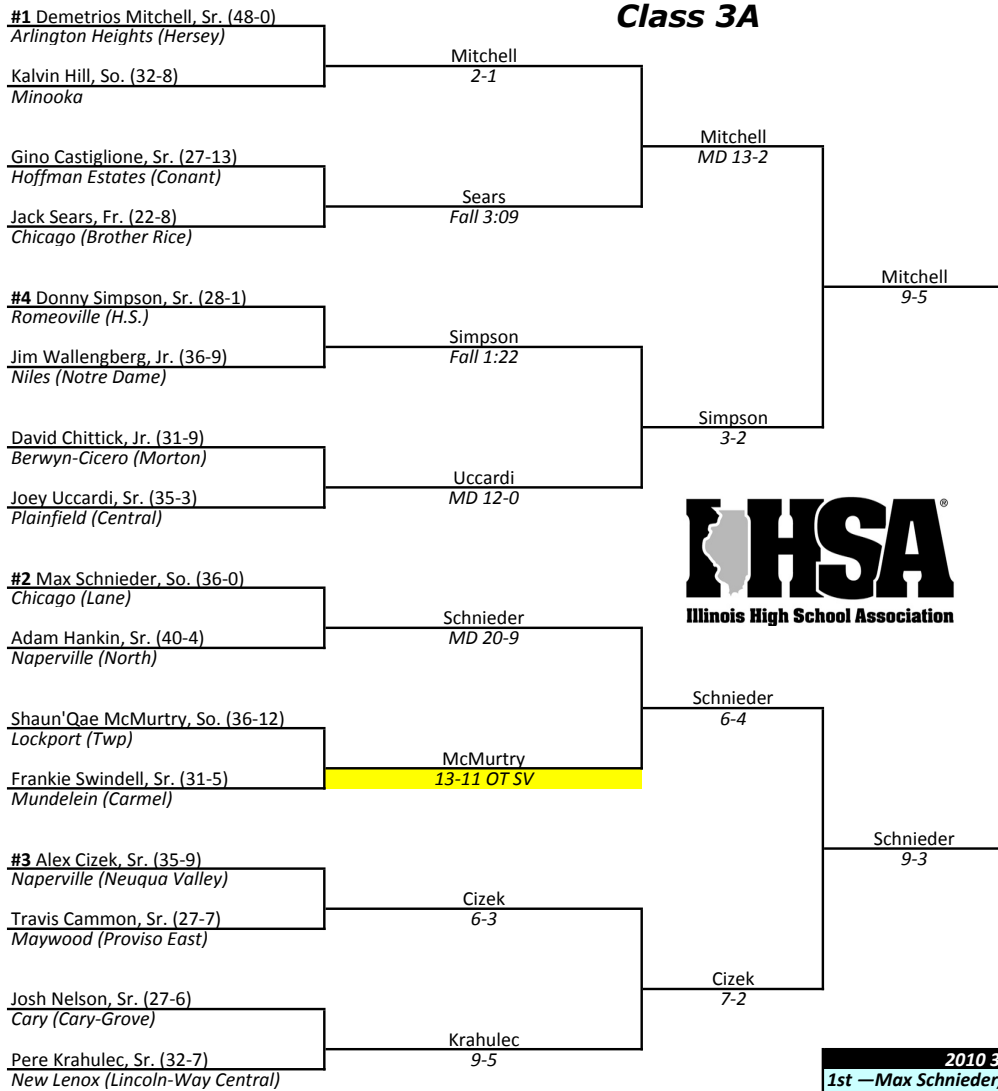 Class 3A
#1 Demetrios Mitchell, Sr. (48-0)
Arlington Heights (Hersey)
Mitchell
2-1
Kalvin Hill, So. (32-8)
Minooka
Mitchell
MD 13-2
Gino Castiglione, Sr. (27-13)
Hoffman Estates (Conant)
Sears
Fall 3:09
Jack Sears, Fr. (22-8)
Chicago (Brother Rice)
Mitchell
9-5
#4 Donny Simpson, Sr. (28-1)
Romeoville (H.S.)
Simpson
Fall 1:22
Jim Wallengberg, Jr. (36-9)
Niles (Notre Dame)
Simpson
3-2
David Chittick, Jr. (31-9)
Berwyn-Cicero (Morton)
Uccardi
MD 12-0
Joey Uccardi, Sr. (35-3)
Plainfield (Central)
IHSA®
Illinois High School Association
#2 Max Schnieder, So. (36-0)
Chicago (Lane)
Schnieder
MD 20-9
Adam Hankin, Sr. (40-4)
Naperville (North)
Schnieder
6-4
Shaun'Qae McMurtry, So. (36-12)
Lockport (Twp)
McMurtry
13-11 OT SV
Frankie Swindell, Sr. (31-5)
Mundelein (Carmel)
Schnieder
9-3
#3 Alex Cizek, Sr. (35-9)
Naperville (Neuqua Valley)
Cizek
6-3
Travis Cammon, Sr. (27-7)
Maywood (Proviso East)
Cizek
7-2
Josh Nelson, Sr. (27-6)
Cary (Cary-Grove)
Krahulec
9-5
Pere Krahulec, Sr. (32-7)
New Lenox (Lincoln-Way Central)
2010 3
1st —Max Schnieder,